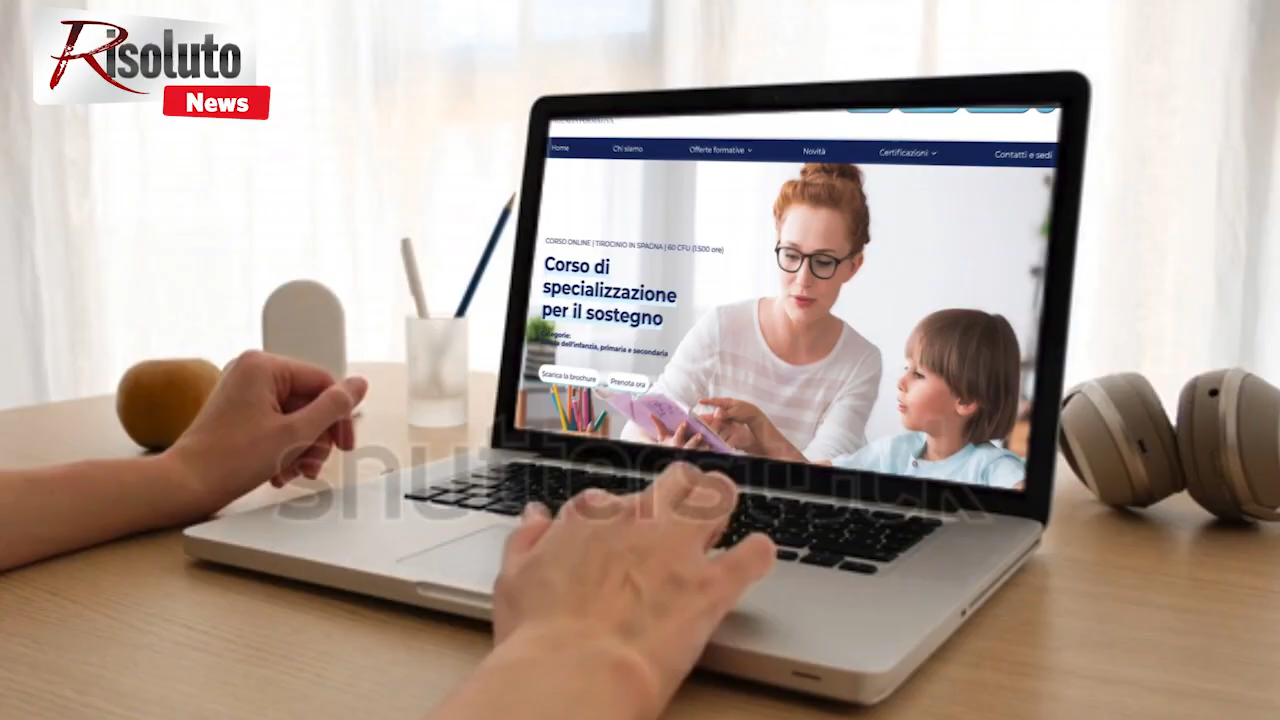 Risoluto
News
Home Chi siamo Offerte formative Novità Certificazioni Contatti e sedi
CORSO ONLINE | TIROCINIO IN SPAGNA | 60 CFU (1.500 ore)
Corso di
specializzazione
per il sostegno
dell'infanzia, primaria e secondaria
Scarica la brochure Prenota ora
shutterstock